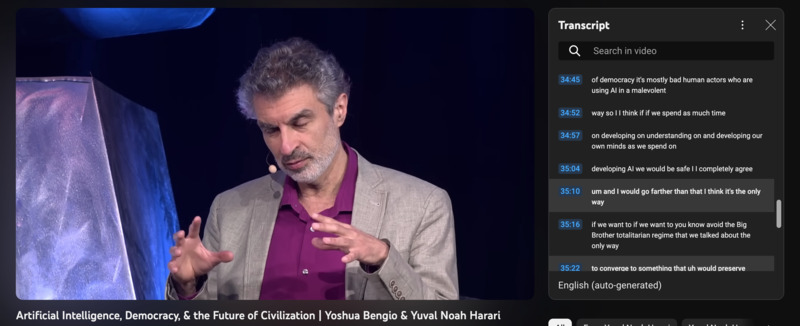 Transcript
Search in video
34:45
of democracy it's mostly bad human actors who are
using AI in a malevolent
34:52
way so I I think if if we spend as much time
34:57
on developing on understanding on and developing our
own minds as we spend on
35:04
developing AI we would be safe I I completely agree
35:10
um and I would go farther than that I think it's the only
way
35:16
if we want to if we want to you know avoid the Big
Brother totalitarian regime that we talked about the
only way
35:22
to converge to something that uh would preserve
English (auto-generated)
Artificial Intelligence, Democracy, & the Future of Civilization | Yoshua Bengio & Yuval Noah Harari